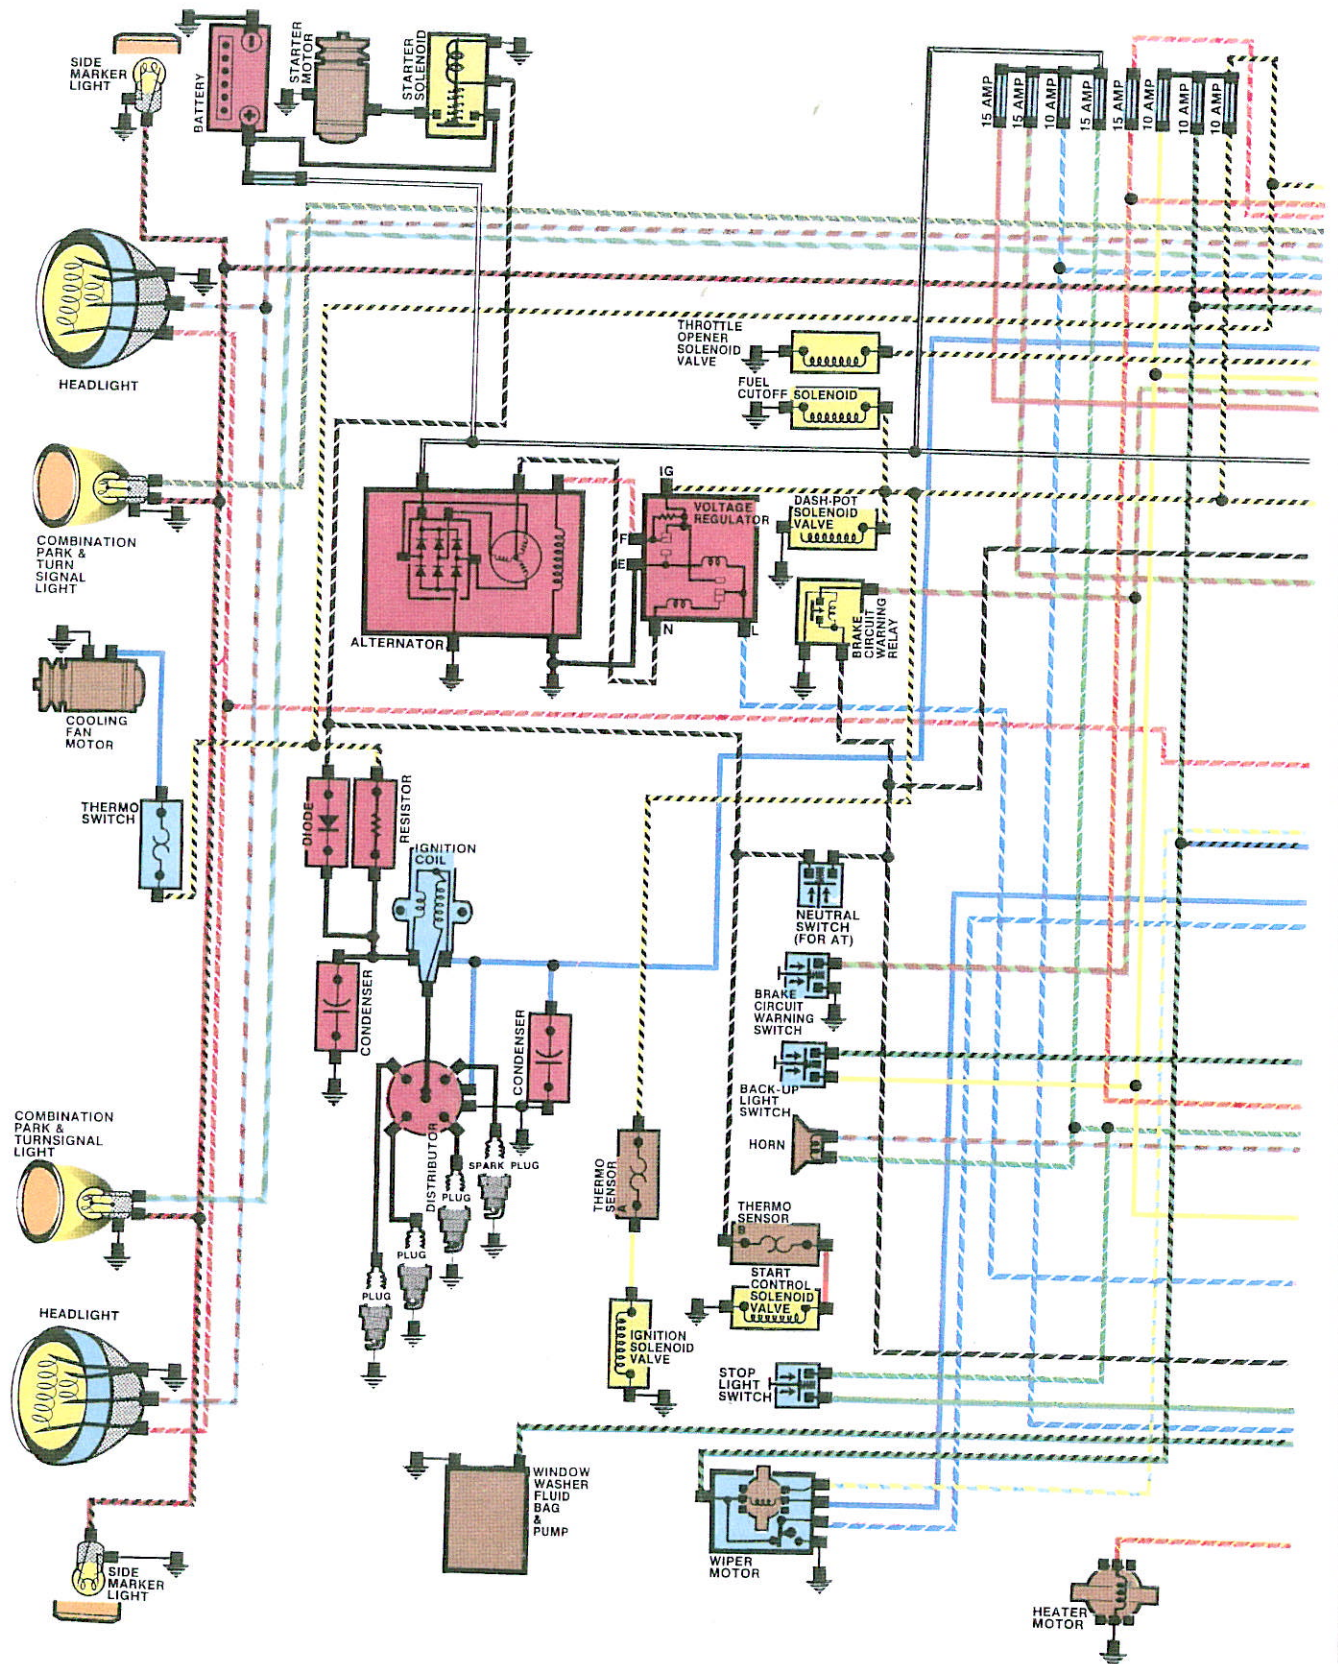 SIDE
MARKER
LIGHT
BATTERY
STARTER
MOTOR
STARTER
SOLENOID
15 AMP
15 AMP
10 AMP
15 AMP
15 AMP
10 AMP
10 AMP
10 AMP
HEADLIGHT
THROTTLE
OPENER
SOLENOID
VALVE
FUEL
CUTOFF SOLENOID
COMBINATION
PARK &
TURN
SIGNAL
LIGHT
IG
VOLTAGE
REGULATOR
F
E
N
L
DASH-POT
SOLENOID
VALVE
ALTERNATOR
BRAKE
CIRCUIT
WARNING
RELAY
COOLING
FAN
MOTOR
THERMO
SWITCH
DIODE
RESISTOR
IGNITION
COIL
NEUTRAL
SWITCH
(FOR AT)
CONDENSER
CONDENSER
BRAKE
CIRCUIT
WARNING
SWITCH
BACK-UP
LIGHT
SWITCH
COMBINATION
PARK &
TURNSIGNAL
LIGHT
DISTRIBUTOR
HORN
SPARK PLUG
PLUG
PLUG
PLUG
THERMO
SENSOR
A
THERMO
SENSOR
B
START
CONTROL
SOLENOID
VALVE
HEADLIGHT
IGNITION
SOLENOID
VALVE
STOP
LIGHT
SWITCH
WINDOW
WASHER
FLUID
BAG
&
PUMP
WIPER
MOTOR
SIDE
MARKER
LIGHT
HEATER
MOTOR